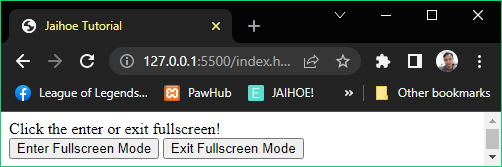 Jaihoe Tutorial
127.0.0.1:5500/index.h...
League of Legends... PawHub E JAIHOE! Other bookmarks
Click the enter or exit fullscreen!
Enter Fullscreen Mode Exit Fullscreen Mode